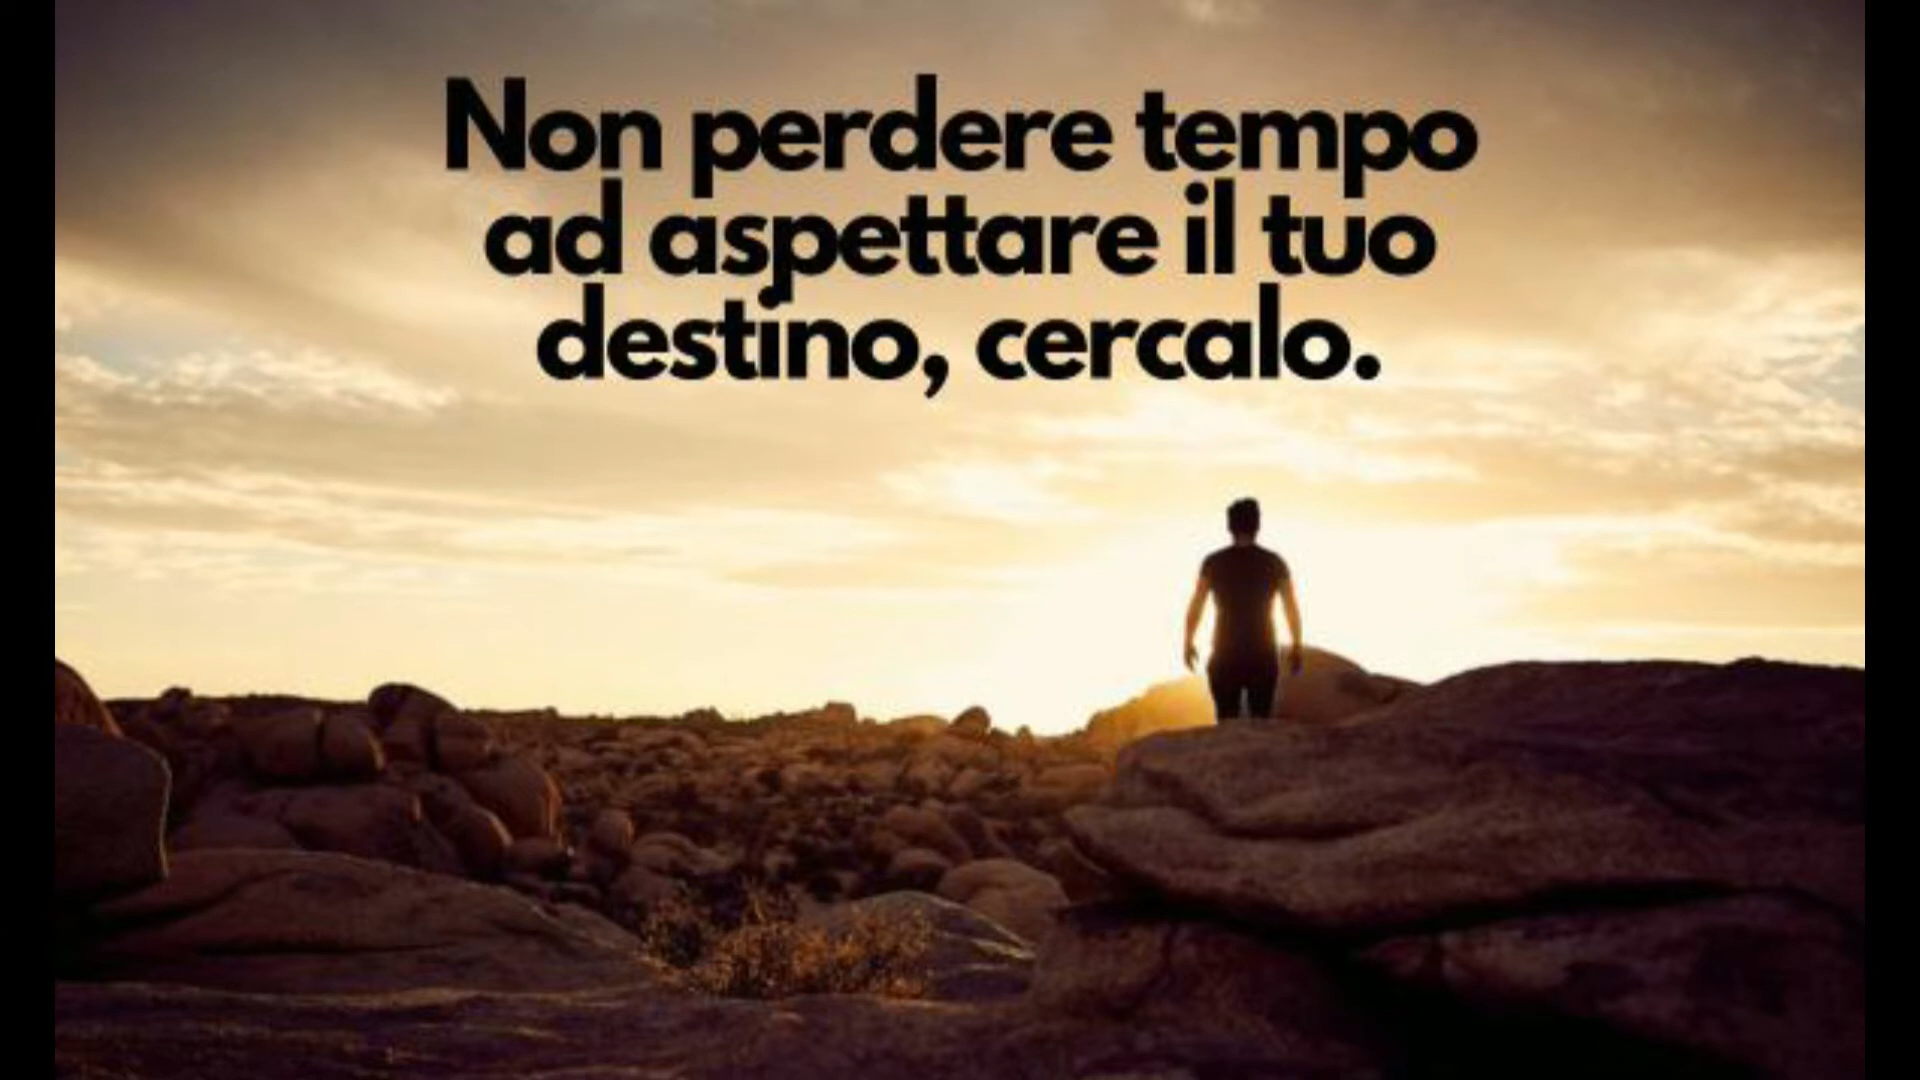 Non perdere tempo
ad aspettare il tuo
destino, cercalo.